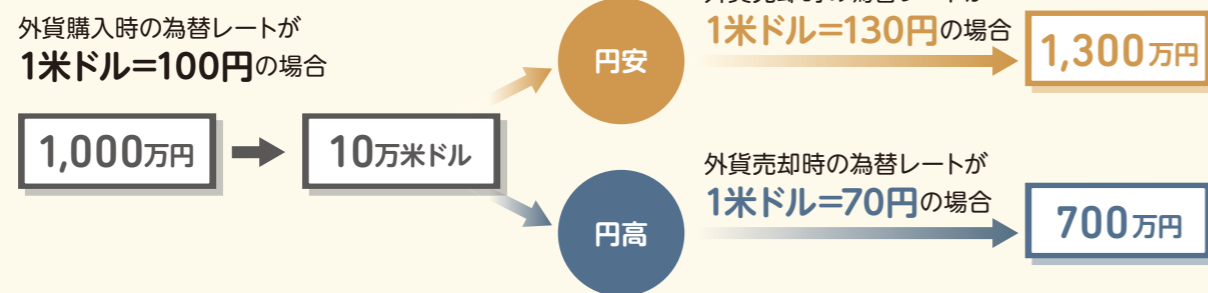 外貨購入時の為替レートが
1米ドル=100円の場合
1,000万円
10万米ドル
円安
1米ドル=130円の場合
1,300万円
円高
外貨売却時の為替レートが
1米ドル=70円の場合
700万円